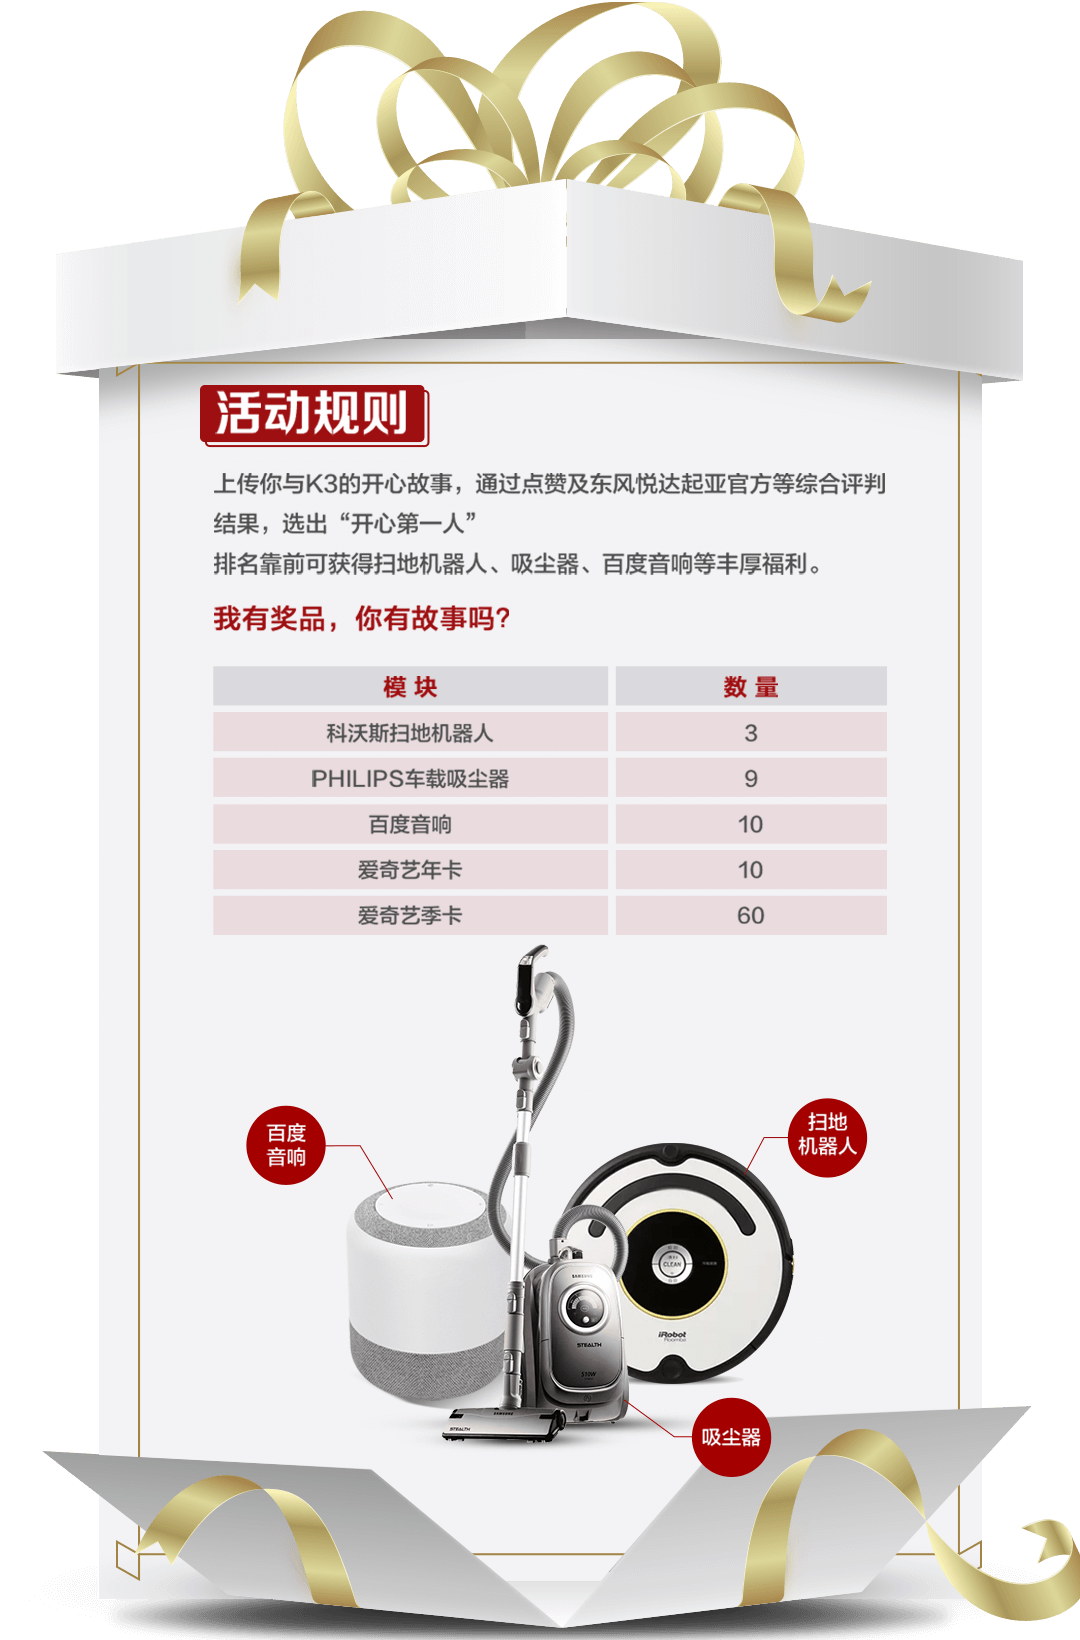 活动规则
上传你与K3的开心故事，通过点赞及东风悦达起亚官方等综合评判
结果，选出“开心第一人”
排名靠前可获得扫地机器人、吸尘器、百度音响等丰厚福利。
我有奖品，你有故事吗？
模块 数量
科沃斯扫地机器人 3
PHILIPS车载吸尘器 9
百度音响 10
爱奇艺年卡 10
爱奇艺季卡 60
百度
音响
扫地
机器人
CLEAN
iRobot
Roomba
SAMSUNG
STEALTH
STEALTH
吸尘器